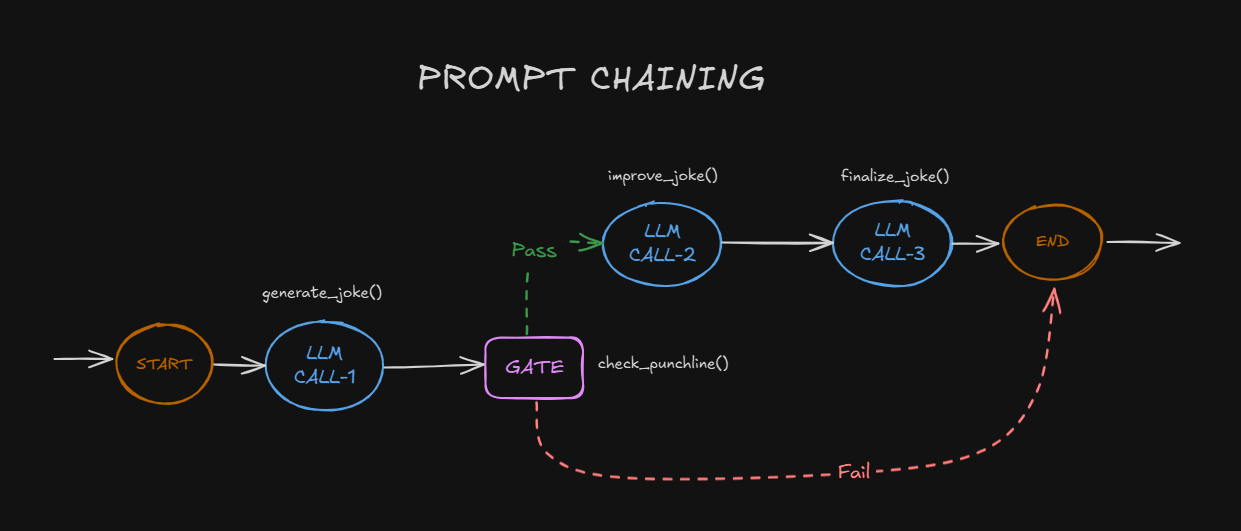 PROMPT CHAINING
improve_joke()
finalize_joke()
LLM
CALL-2
LLM
CALL-3
END
Pass
generate_joke()
START
LLM
CALL-1
GATE
check_punchline()
Fail